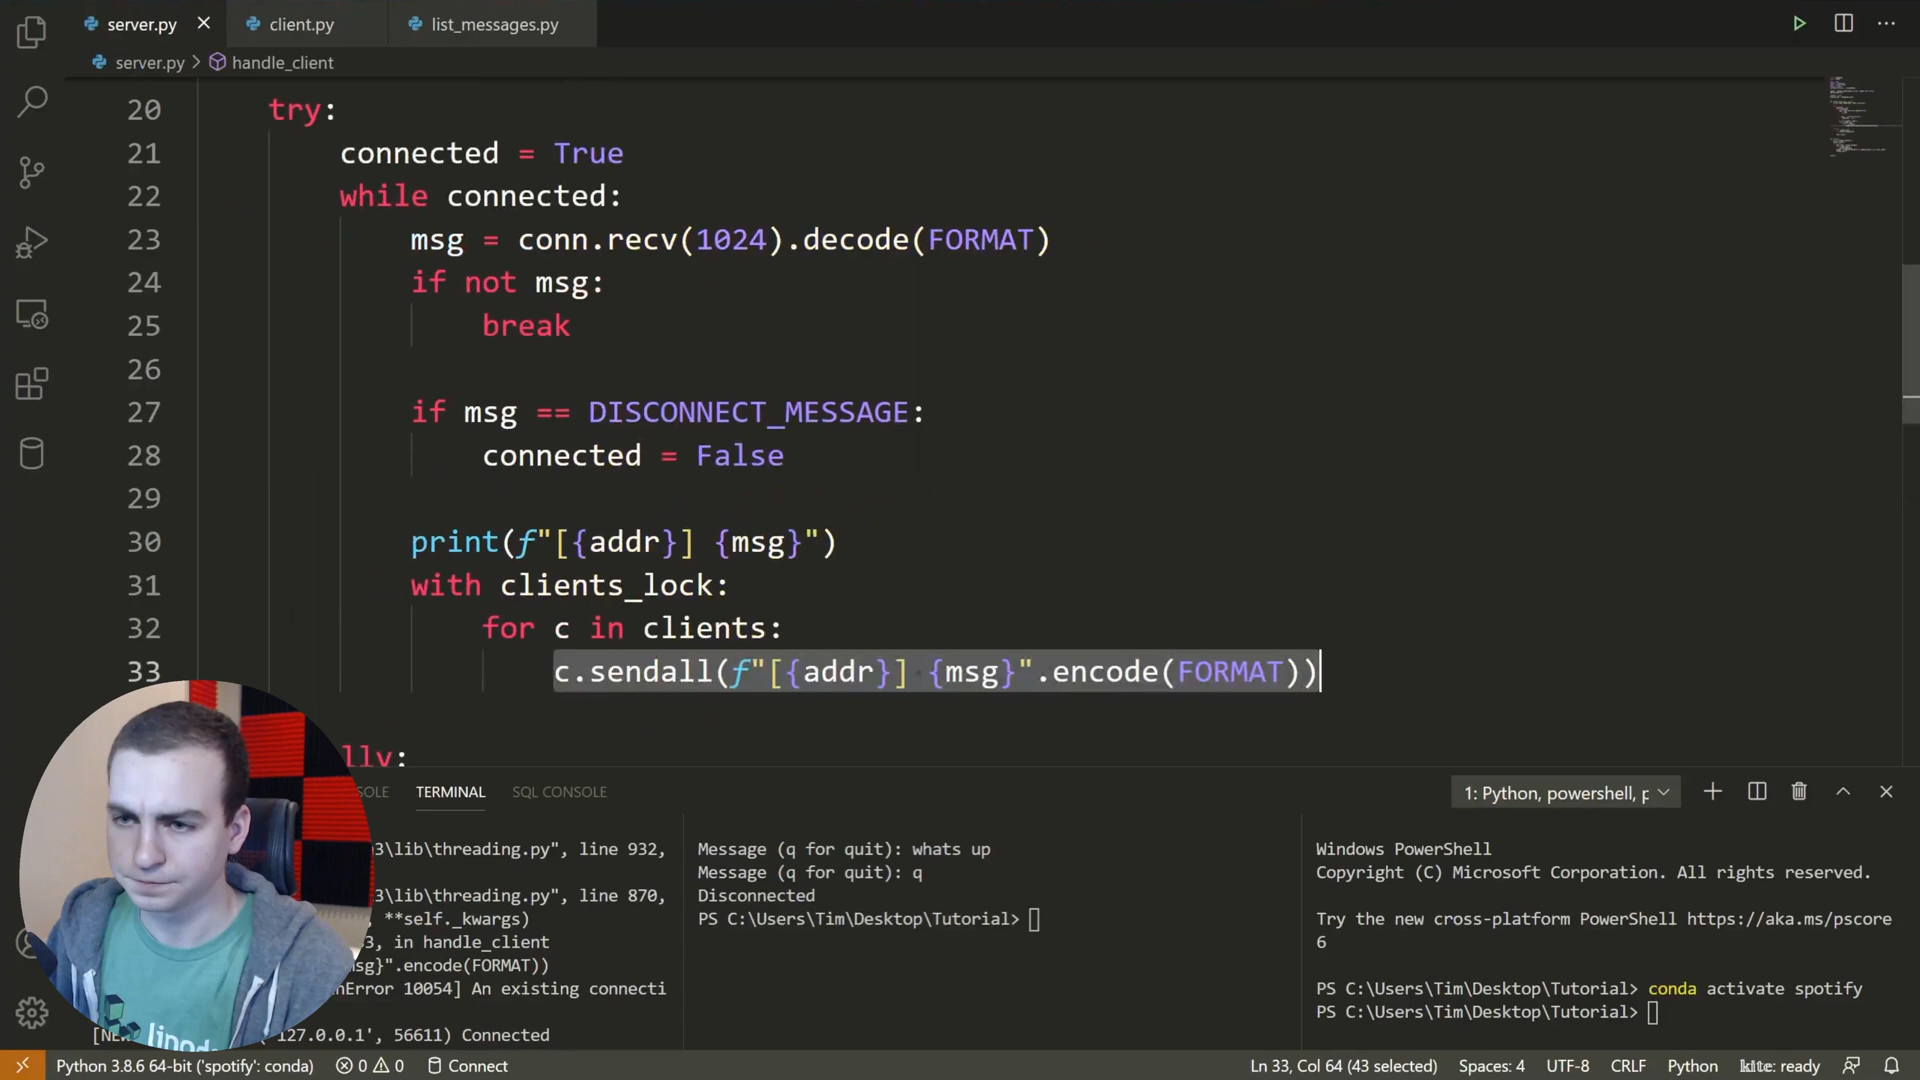 server.py
client.py
list_messages.py
server.py > handle_client
20 try:
21 connected = True
22 while connected:
23 msg = conn.recv(1024).decode(FORMAT)
24 if not msg:
25 break
26
27 if msg == DISCONNECT_MESSAGE:
28 connected = False
29
30 print(f"[{addr}] {msg}")
31 with clients_lock:
32 for c in clients:
33 c.sendall(f"[{addr}] {msg}".encode(FORMAT))
lly:
SOLE TERMINAL SQL CONSOLE
1: Python, powershell, p
3\lib\threading.py", line 932,
3\lib\threading.py", line 870,
, **self._kwargs)
3, in handle_client
sg}".encode(FORMAT))
nError 10054] An existing connecti
[NE
'127.0.0.1', 56611) Connected
Message (q for quit): whats up
Message (q for quit): q
Disconnected
PS C:\Users\Tim\Desktop\Tutorial>
Windows PowerShell
Copyright (C) Microsoft Corporation. All rights reserved.
Try the new cross-platform PowerShell https://aka.ms/pscore
6
PS C:\Users\Tim\Desktop\Tutorial> conda activate spotify
PS C:\Users\Tim\Desktop\Tutorial>
linod
Python 3.8.6 64-bit ('spotify': conda) 0 0 Connect
Ln 33, Col 64 (43 selected) Spaces: 4 UTF-8 CRLF Python kite: ready